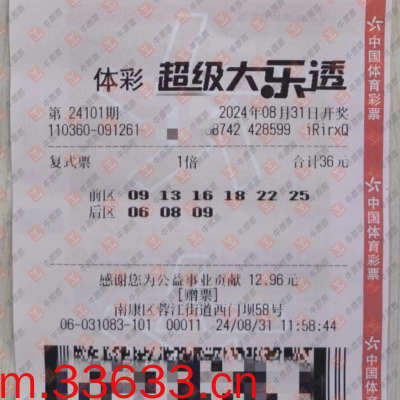 体彩 超级大乐透
第 24101期 2024年08月31日开奖
110360-091261 8742 428599 iRirxQ
复式票 1倍 合计36元
前区 09 13 16 18 22 25
后区 06 08 09
感谢您为公益事业贡献 12.96元
[赠票]
南康区蓉江街道西门坝58号
06-031083-101 00011 24/08/31 11:58:44
m.33633.cn
中国体育彩票
中国体育彩票
中国体育彩票